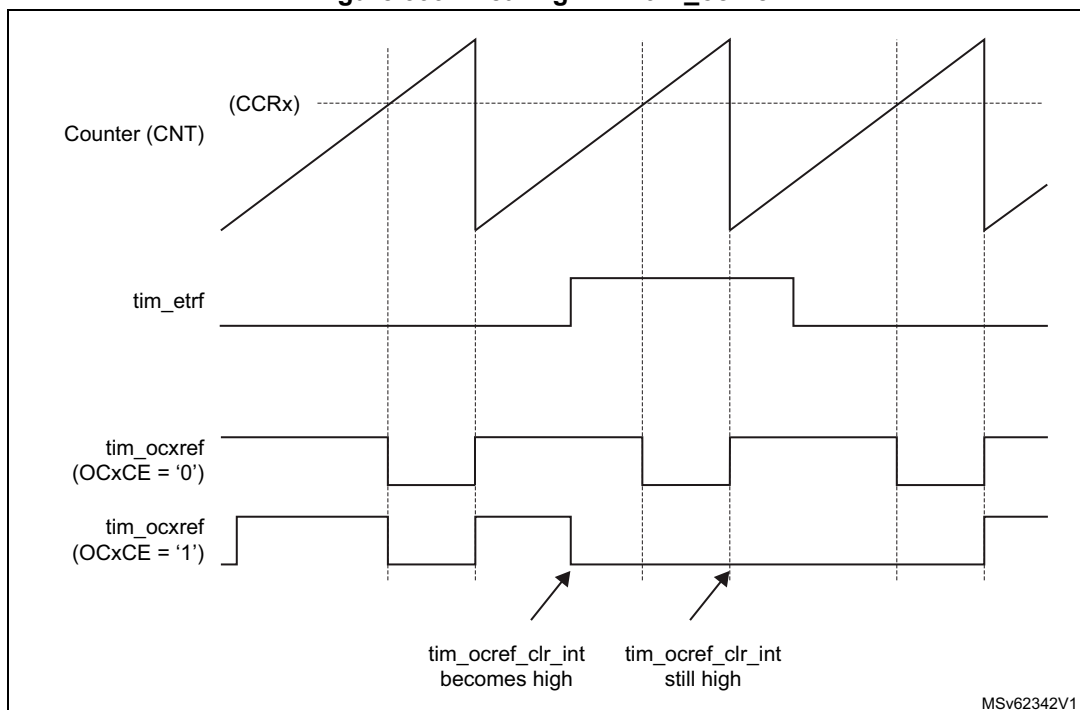 (CCRx)
Counter (CNT)
tim_etrf
tim_ocxref
(OCxCE = ‘0’)
tim_ocxref
(OCxCE = ‘1’)
tim_ocref_clr_int
becomes high
tim_ocref_clr_int
still high
MSv62342V1